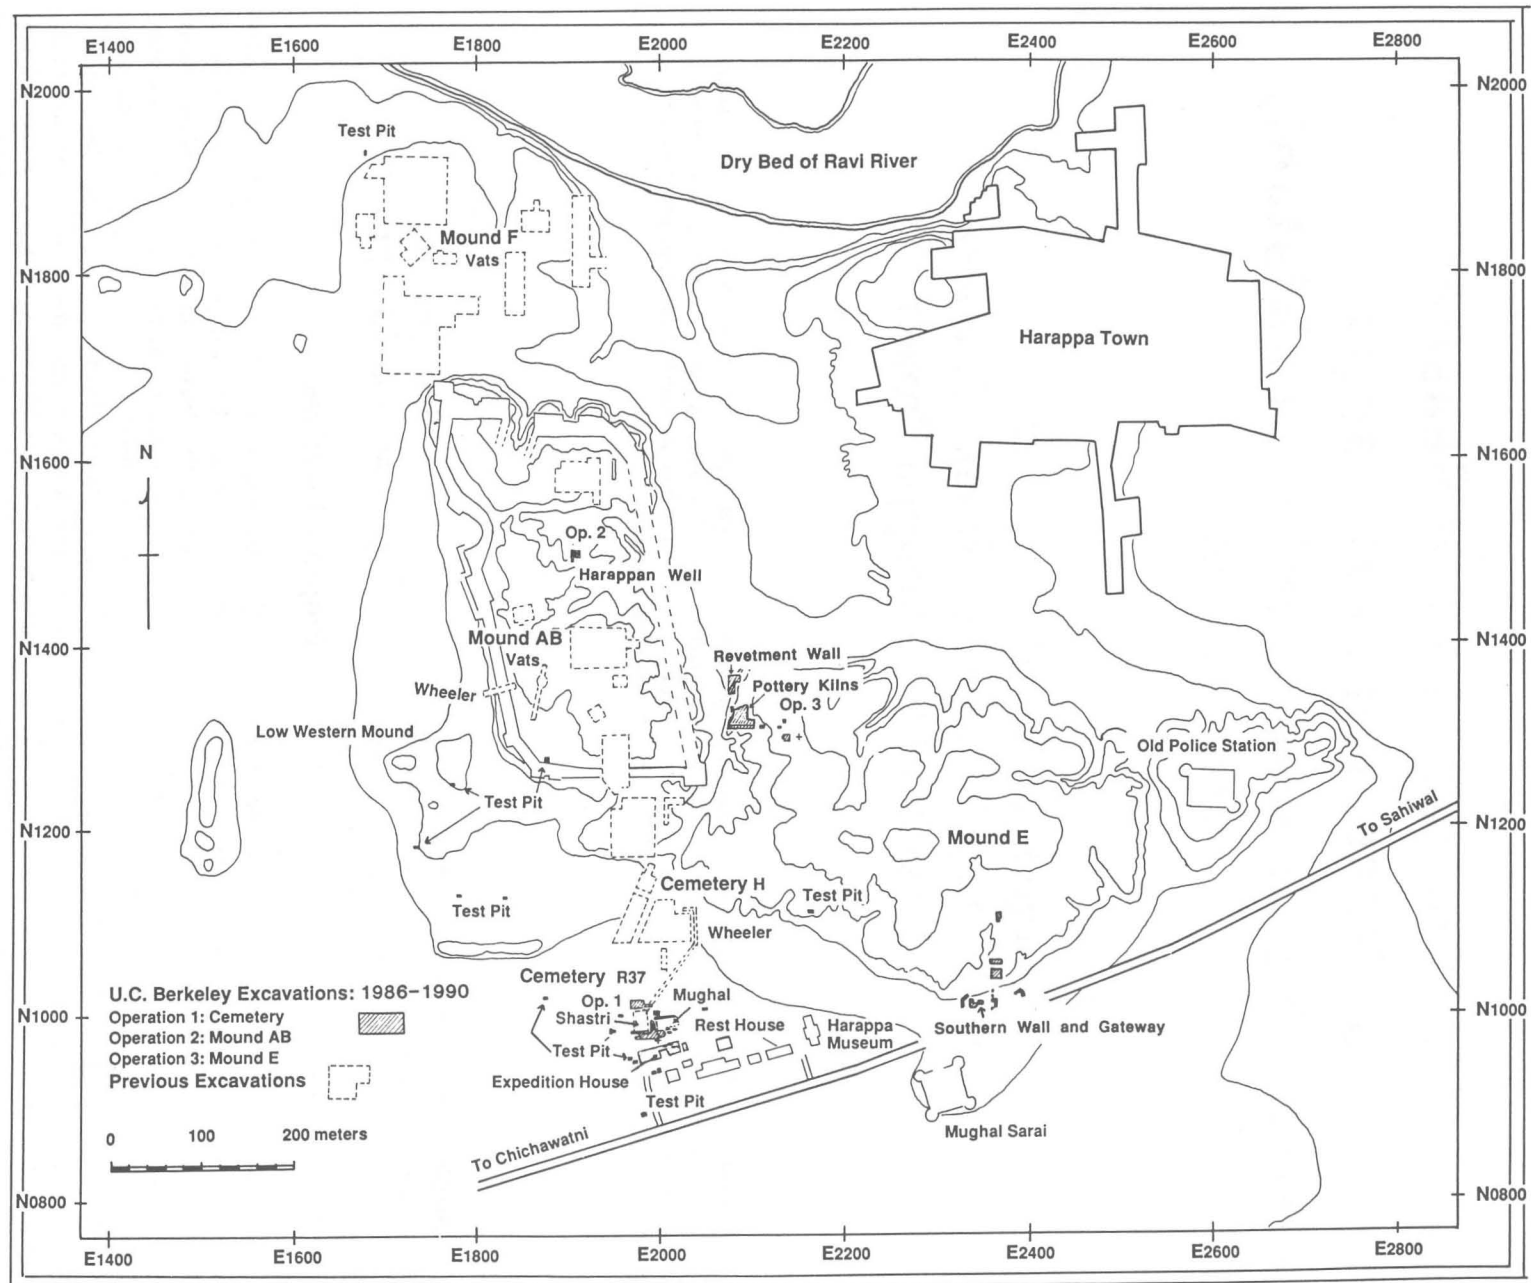 E1400 E1600 E1800 E2000 E2200 E2400 E2600 E2800
N2000 N2000
Test Pit
Dry Bed of Ravi River
Mound F
Vats
N1800 N1800
Harappa Town
N
N1600 N1600
Op. 2
Harappan Well
Mound AB
Vats
N1400 N1400
Revetment Wall
Wheeler
Pottery Kilns
Op. 3
Low Western Mound
Old Police Station
Test Pit
N1200 N1200
To Sahiwal
Mound E
Cemetery H
Test Pit
Test Pit
Wheeler
Cemetery R37
U.C. Berkeley Excavations: 1986-1990
Op. 1
Mughal
N1000 N1000
Operation 1: Cemetery
Shastri
Rest House
Harappa
Museum
Southern Wall and Gateway
Operation 2: Mound AB
Test Pit
Operation 3: Mound E
Expedition House
Previous Excavations
Test Pit
0 100 200 meters
To Chichawatni
Mughal Sarai
N0800 N0800
E1400 E1600 E1800 E2000 E2200 E2400 E2600 E2800